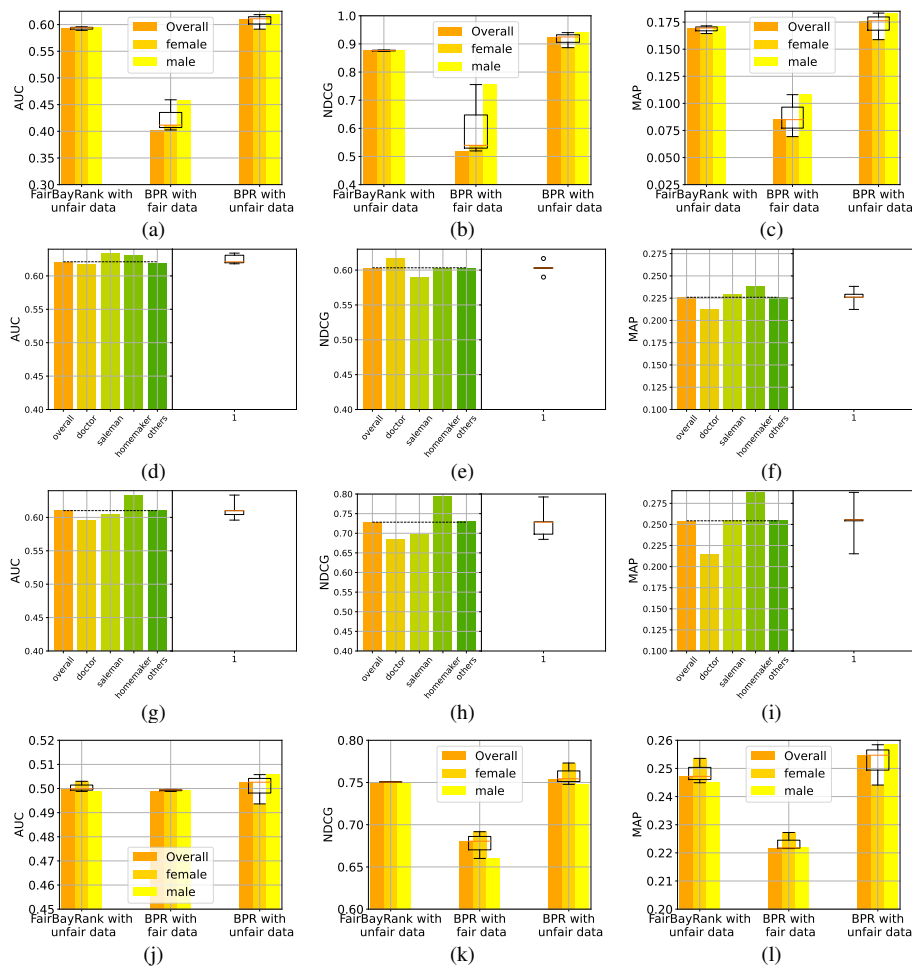 0.60
0.55
0.50
0.45
0.40
0.35
0.30
AUC
Overall
female
male
FairBayRank with
unfair data
BPR with
fair data
BPR with
unfair data
(a)
1.0
0.9
0.8
0.7
0.6
0.5
0.4
NDCG
Overall
female
male
FairBayRank with
unfair data
BPR with
fair data
BPR with
unfair data
(b)
0.175
0.150
0.125
0.100
0.075
0.050
0.025
MAP
Overall
female
male
FairBayRank with
unfair data
BPR with
fair data
BPR with
unfair data
(c)
0.60
0.55
0.50
0.45
0.40
AUC
overall
doctor
saleman
homemaker
others
1
(d)
0.60
0.55
0.50
0.45
0.40
NDCG
overall
doctor
saleman
homemaker
others
1
(e)
0.275
0.250
0.225
0.200
0.175
0.150
0.125
0.100
MAP
overall
doctor
saleman
homemaker
others
1
(f)
0.60
0.55
0.50
0.45
0.40
AUC
overall
doctor
saleman
homemaker
others
1
(g)
0.80
0.75
0.70
0.65
0.60
0.55
0.50
0.45
0.40
NDCG
overall
doctor
saleman
homemaker
others
1
(h)
0.275
0.250
0.225
0.200
0.175
0.150
0.125
0.100
MAP
overall
doctor
saleman
homemaker
others
1
(i)
0.52
0.51
0.50
0.49
0.48
0.47
0.46
0.45
AUC
Overall
female
male
FairBayRank with
unfair data
BPR with
fair data
BPR with
unfair data
(j)
0.80
0.75
0.70
0.65
0.60
NDCG
Overall
female
male
FairBayRank with
unfair data
BPR with
fair data
BPR with
unfair data
(k)
0.26
0.25
0.24
0.23
0.22
0.21
0.20
MAP
Overall
female
male
FairBayRank with
unfair data
BPR with
fair data
BPR with
unfair data
(l)